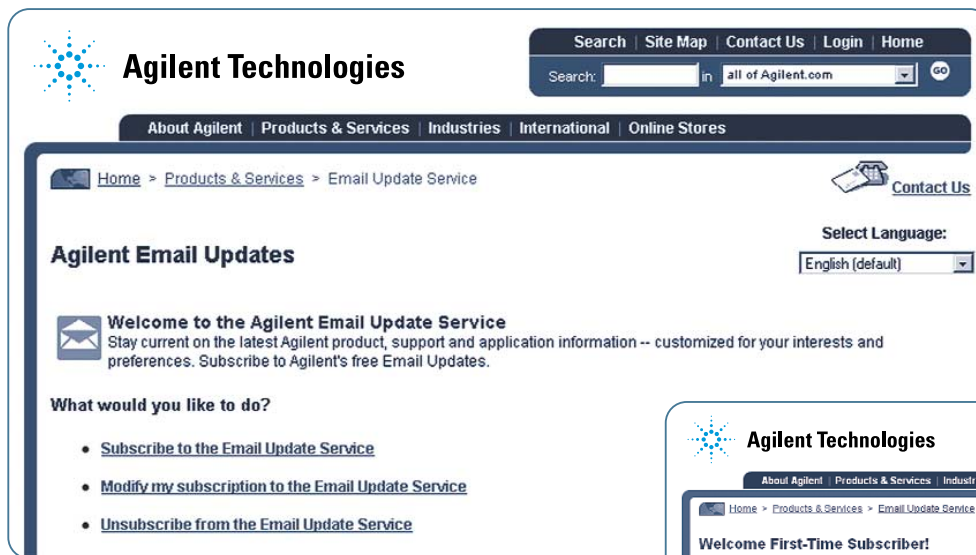 Agilent Technologies
Search | Site Map | Contact Us | Login | Home
Search: in all of Agilent.com GO
About Agilent | Products & Services | Industries | International | Online Stores
Home > Products & Services > Email Update Service
Contact Us
Select Language:
English (default)
Agilent Email Updates
Welcome to the Agilent Email Update Service
Stay current on the latest Agilent product, support and application information -- customized for your interests and
preferences. Subscribe to Agilent's free Email Updates.
What would you like to do?
• Subscribe to the Email Update Service
• Modify my subscription to the Email Update Service
• Unsubscribe from the Email Update Service
Agilent Technologies
About Agilent | Products & Services | Industr
Home > Products & Services > Email Update Service
Welcome First-Time Subscriber!